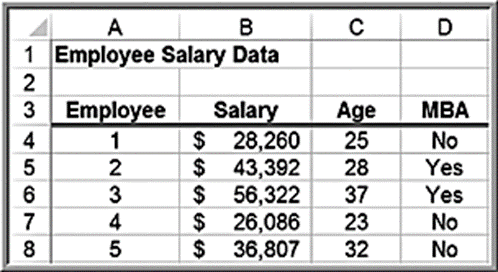 A B C D
1 Employee Salary Data
2
3 Employee Salary Age MBA
4 1 $ 28,260 25 No
5 2 $ 43,392 28 Yes
6 3 $ 56,322 37 Yes
7 4 $ 26,086 23 No
8 5 $ 36,807 32 No